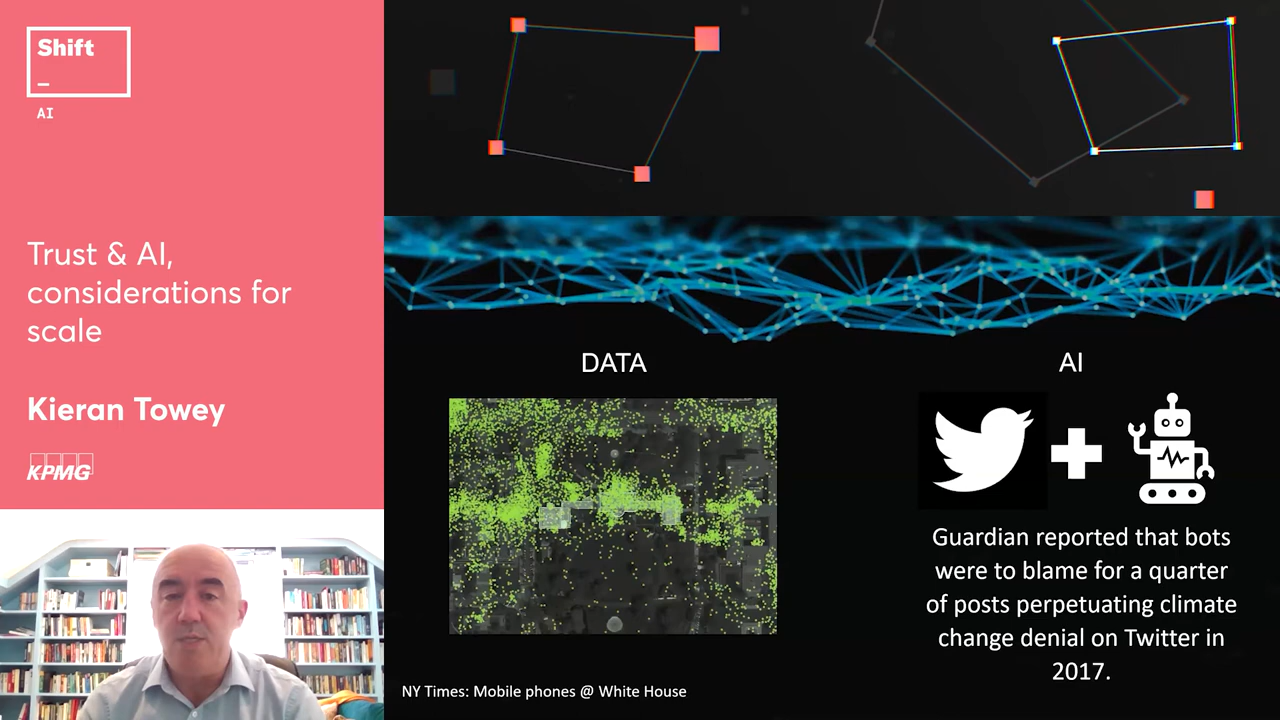 Shift
_
AI
Trust & AI,
considerations for
scale
Kieran Towey
KPMG
DATA
AI
Guardian reported that bots
were to blame for a quarter
of posts perpetuating climate
change denial on Twitter in
2017.
NY Times: Mobile phones @ White House